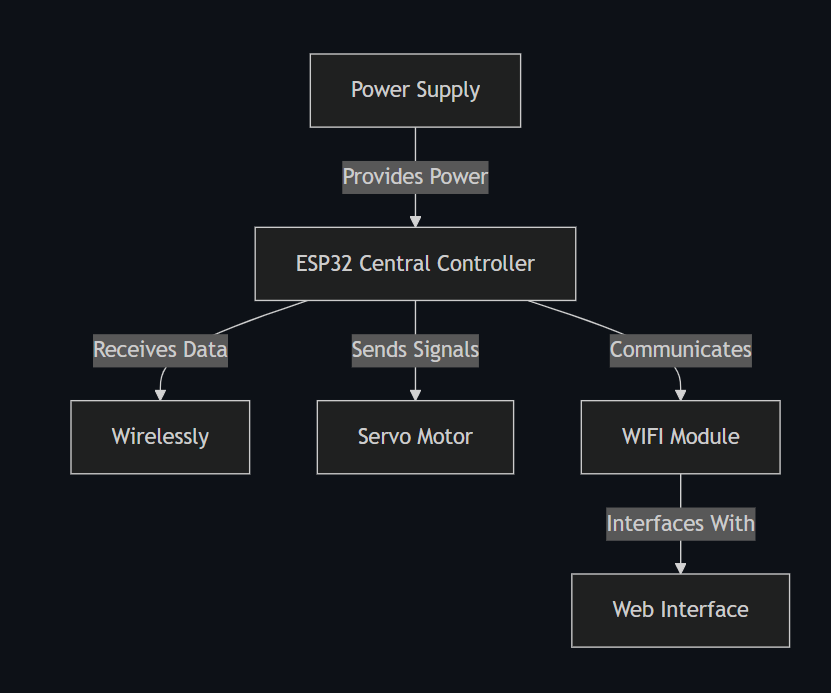 Power Supply
Provides Power
ESP32 Central Controller
Receives Data
Sends Signals
Communicates
Wirelessly
Servo Motor
WIFI Module
Interfaces With
Web Interface